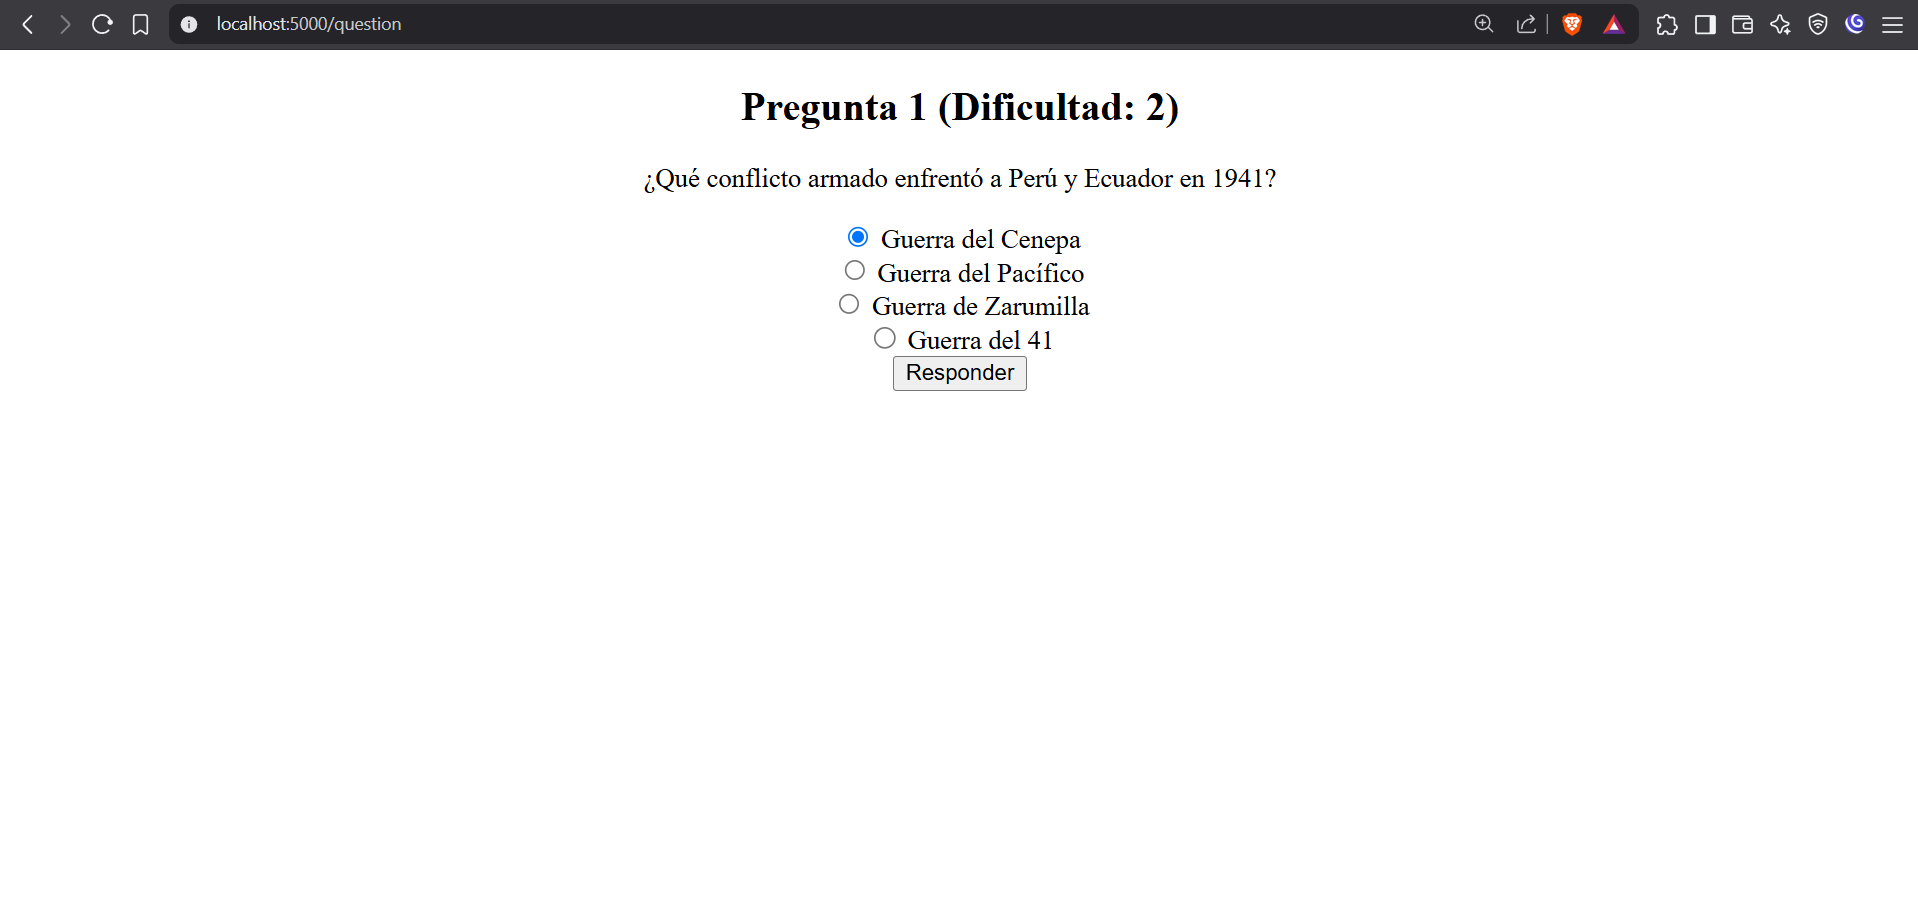 localhost:5000/question
Pregunta 1 (Dificultad: 2)
¿Qué conflicto armado enfrentó a Perú y Ecuador en 1941?
Guerra del Cenepa
Guerra del Pacífico
Guerra de Zarumilla
Guerra del 41
Responder